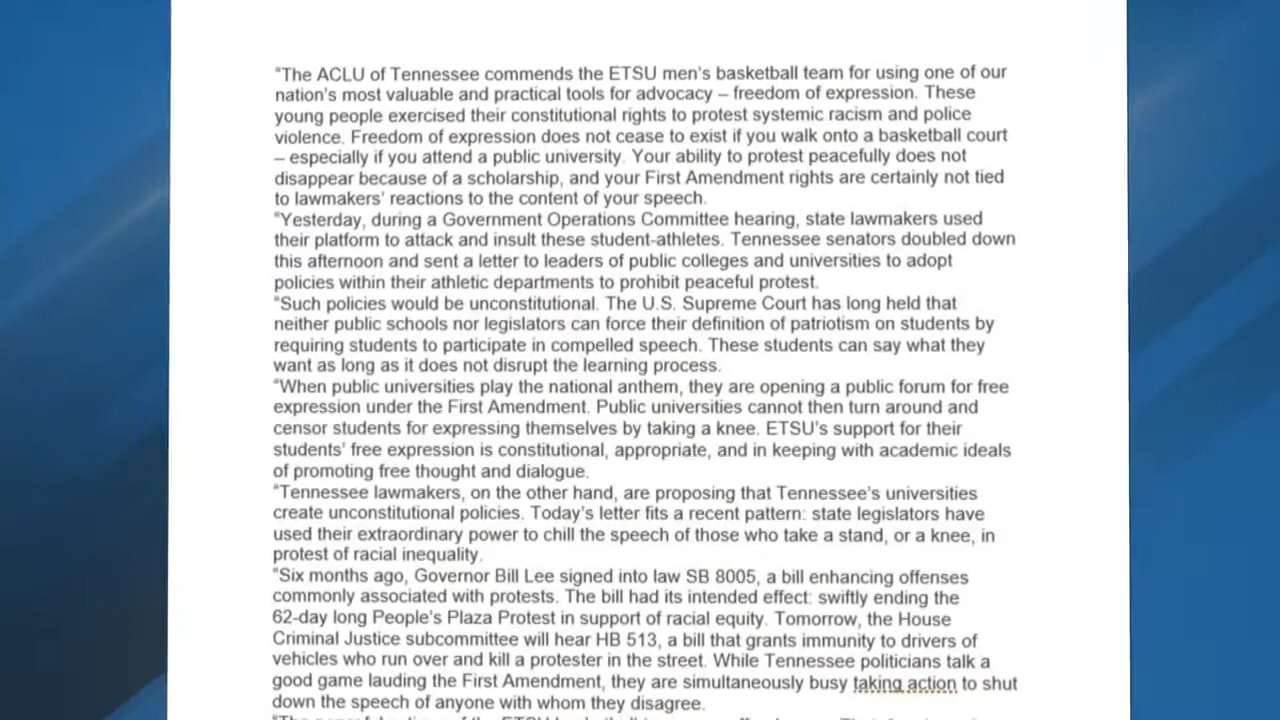 “The ACLU of Tennessee commends the ETSU men’s basketball team for using one of our
nation’s most valuable and practical tools for advocacy – freedom of expression. These
young people exercised their constitutional rights to protest systemic racism and police
violence. Freedom of expression does not cease to exist if you walk onto a basketball court
– especially if you attend a public university. Your ability to protest peacefully does not
disappear because of a scholarship, and your First Amendment rights are certainly not tied
to lawmakers’ reactions to the content of your speech.
“Yesterday, during a Government Operations Committee hearing, state lawmakers used
their platform to attack and insult these student-athletes. Tennessee senators doubled down
this afternoon and sent a letter to leaders of public colleges and universities to adopt
policies within their athletic departments to prohibit peaceful protest.
“Such policies would be unconstitutional. The U.S. Supreme Court has long held that
neither public schools nor legislators can force their definition of patriotism on students by
requiring students to participate in compelled speech. These students can say what they
want as long as it does not disrupt the learning process.
“When public universities play the national anthem, they are opening a public forum for free
expression under the First Amendment. Public universities cannot then turn around and
censor students for expressing themselves by taking a knee. ETSU’s support for their
students’ free expression is constitutional, appropriate, and in keeping with academic ideals
of promoting free thought and dialogue.
“Tennessee lawmakers, on the other hand, are proposing that Tennessee’s universities
create unconstitutional policies. Today’s letter fits a recent pattern: state legislators have
used their extraordinary power to chill the speech of those who take a stand, or a knee, in
protest of racial inequality.
“Six months ago, Governor Bill Lee signed into law SB 8005, a bill enhancing offenses
commonly associated with protests. The bill had its intended effect: swiftly ending the
62-day long People’s Plaza Protest in support of racial equity. Tomorrow, the House
Criminal Justice subcommittee will hear HB 513, a bill that grants immunity to drivers of
vehicles who run over and kill a protester in the street. While Tennessee politicians talk a
good game lauding the First Amendment, they are simultaneously busy taking action to shut
down the speech of anyone with whom they disagree.